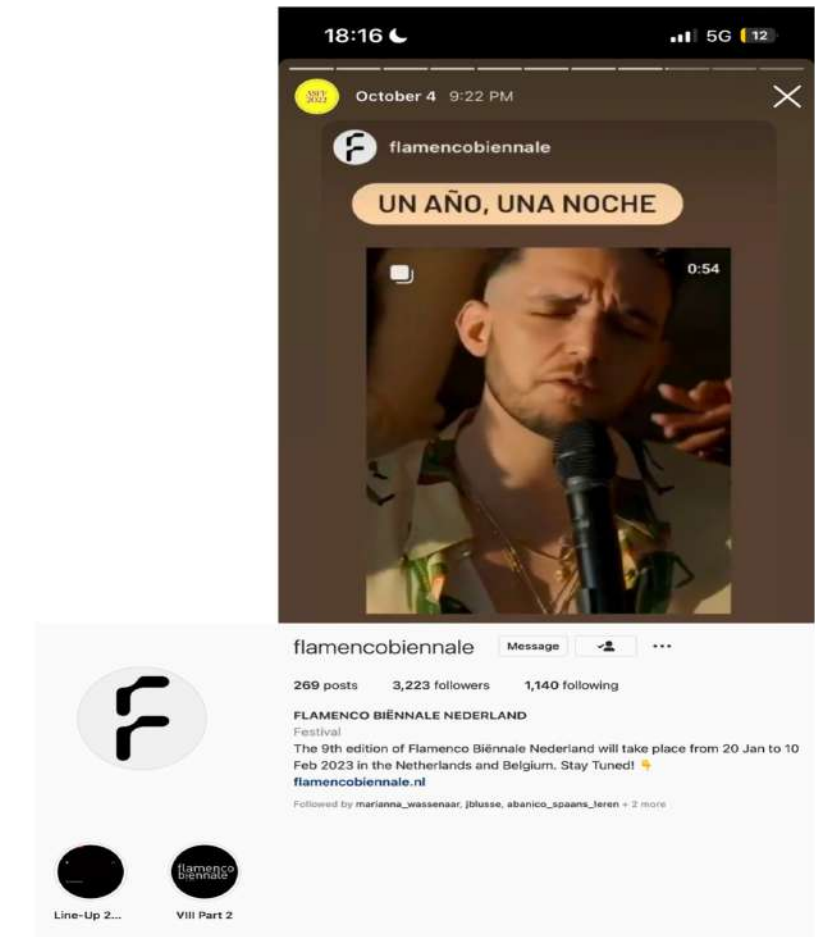 18:16
5G 12
ASFF
2022
October 4 9:22 PM
flamencobiennale
UN AÑO, UNA NOCHE
0:54
flamencobiennale Message
269 posts 3,223 followers 1,140 following
FLAMENCO BIËNNALE NEDERLAND
Festival
The 9th edition of Flamenco Biënnale Nederland will take place from 20 Jan to 10
Feb 2023 in the Netherlands and Belgium. Stay Tuned! 👇
flamencobiennale.nl
Followed by marianna_wassenaar, jblusse, abanico_spaans_leren + 2 more
flamenco
biënnale
Line-Up 2... VIII Part 2